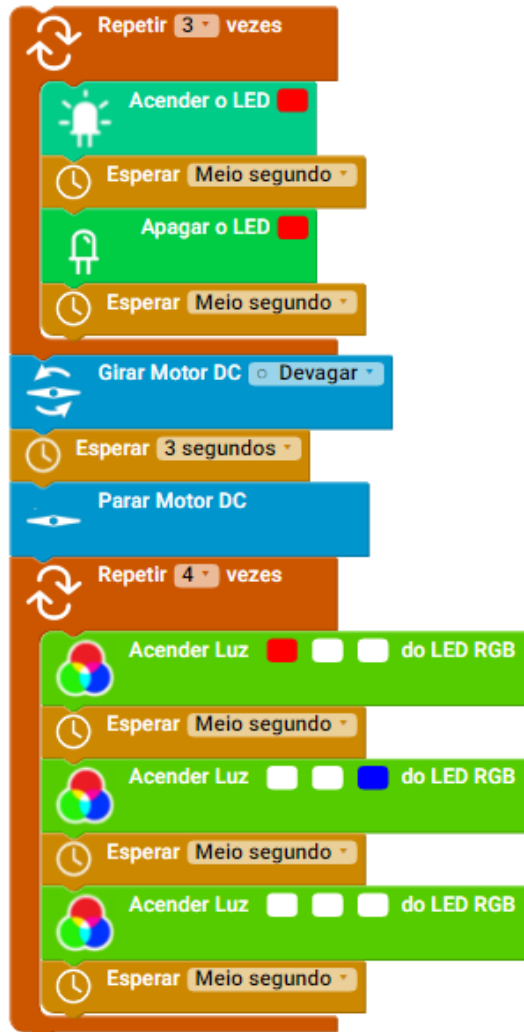 Repetir 3 vezes
Acender o LED
Esperar Meio segundo
Apagar o LED
Esperar Meio segundo
Girar Motor DC Devagar
Esperar 3 segundos
Parar Motor DC
Repetir 4 vezes
Acender Luz do LED RGB
Esperar Meio segundo
Acender Luz do LED RGB
Esperar Meio segundo
Acender Luz do LED RGB
Esperar Meio segundo